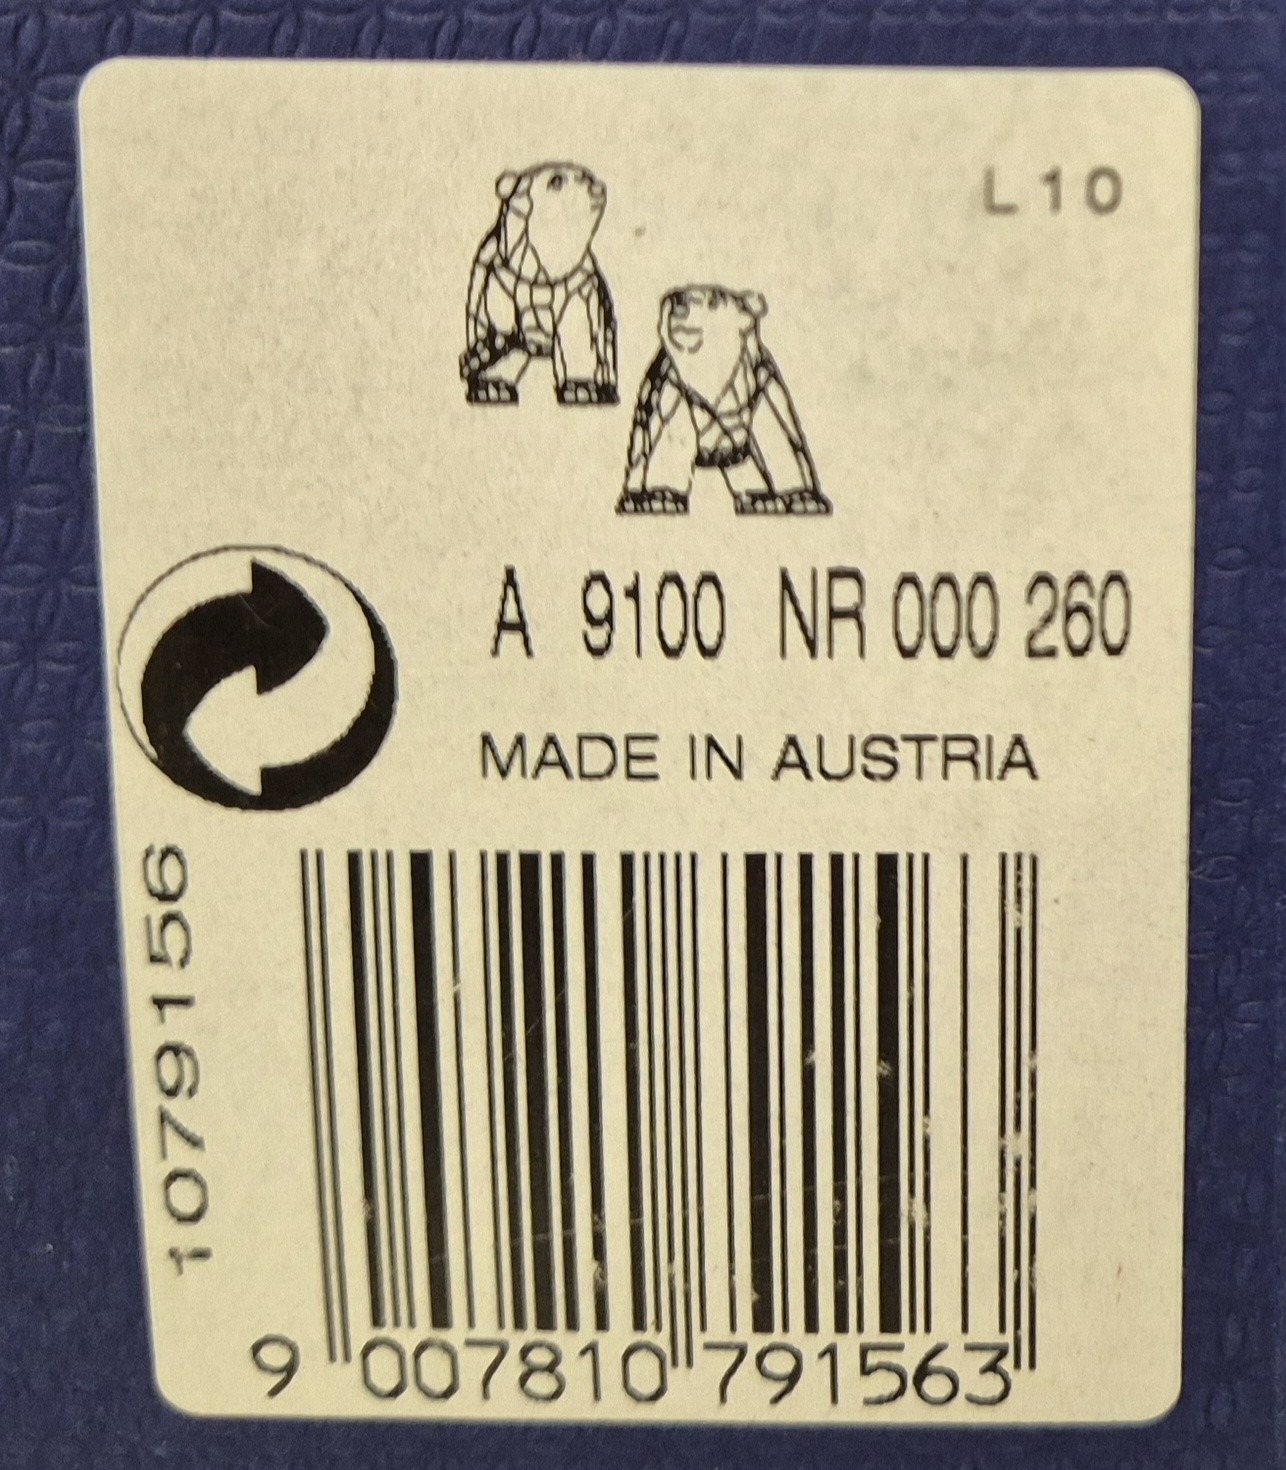 L10
A 9100 NR 000 260
MADE IN AUSTRIA
1079156
9 007810 791563